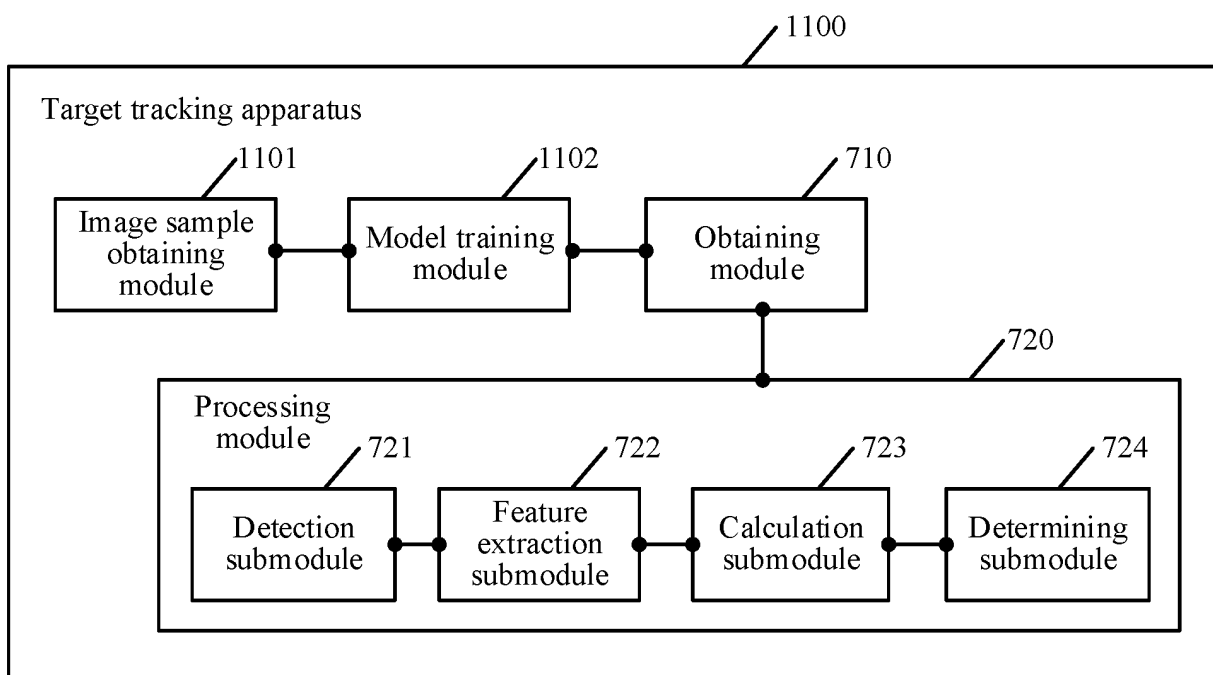 1100
Target tracking apparatus
1101
1102
710
Image sample
obtaining
module
Model training
module
Obtaining
module
720
Processing
module
721
722
723
724
Detection
submodule
Feature
extraction
submodule
Calculation
submodule
Determining
submodule